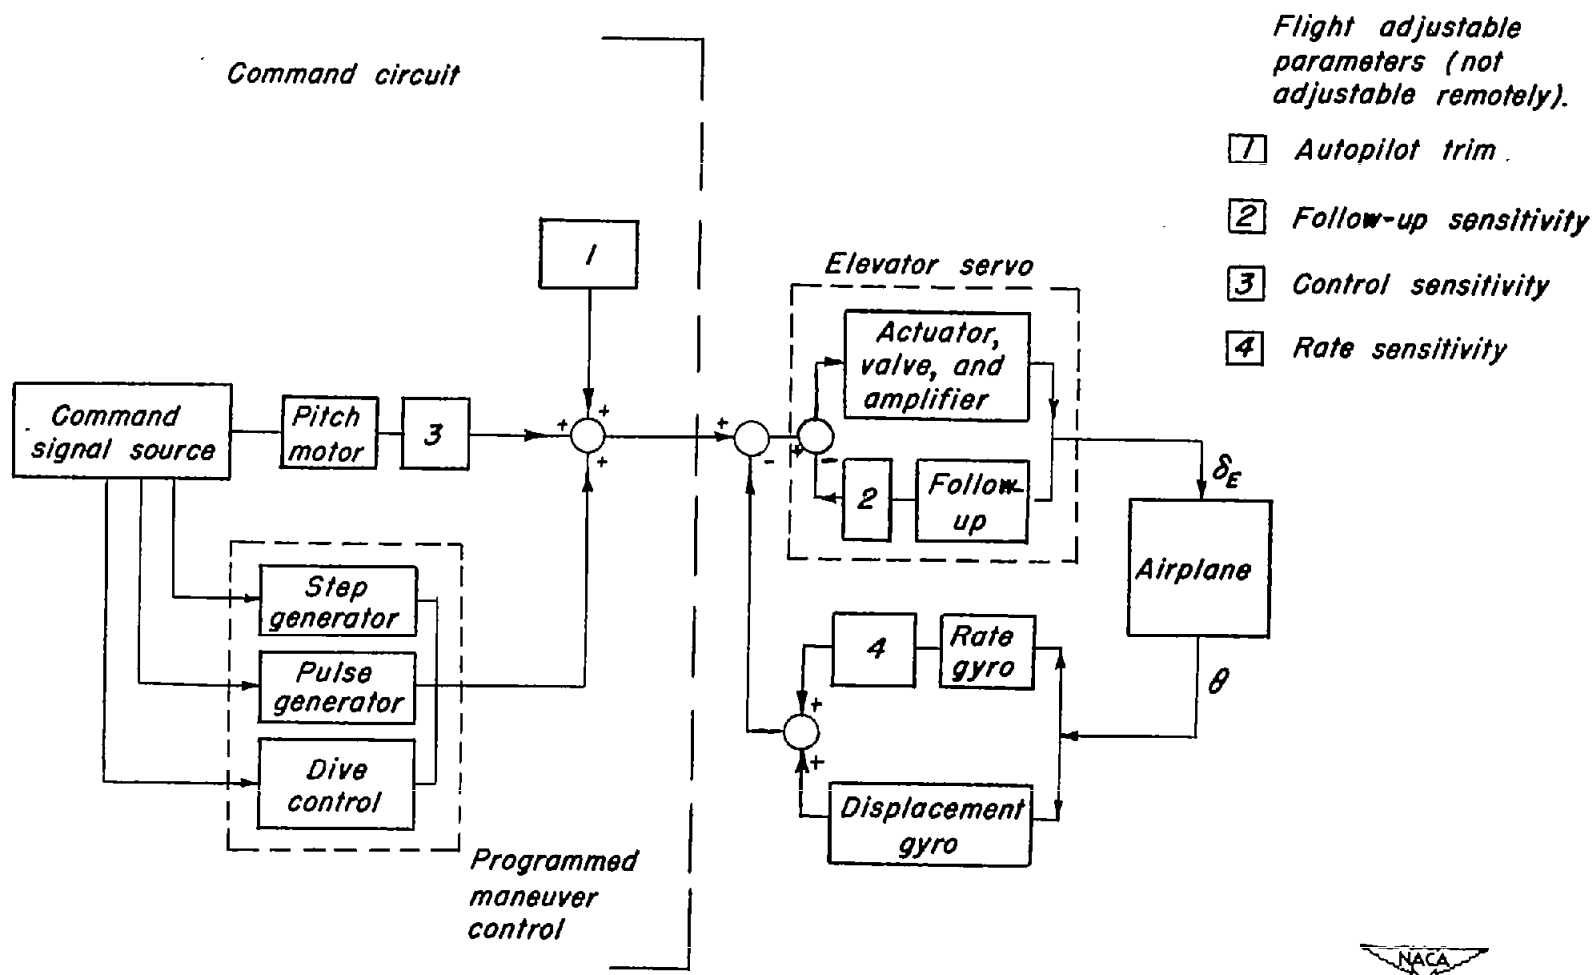 Command circuit
Flight adjustable
parameters (not
adjustable remotely).
1 Autopilot trim
2 Follow-up sensitivity
3 Control sensitivity
4 Rate sensitivity
1
Elevator servo
Actuator,
valve, and
amplifier
Command
signal source
Pitch
motor
3
+
+
+
+
-
+
-
2
Follow-
up
δE
Airplane
θ
Step
generator
Pulse
generator
Dive
control
4
Rate
gyro
+
+
Displacement
gyro
Programmed
maneuver
control
NACA